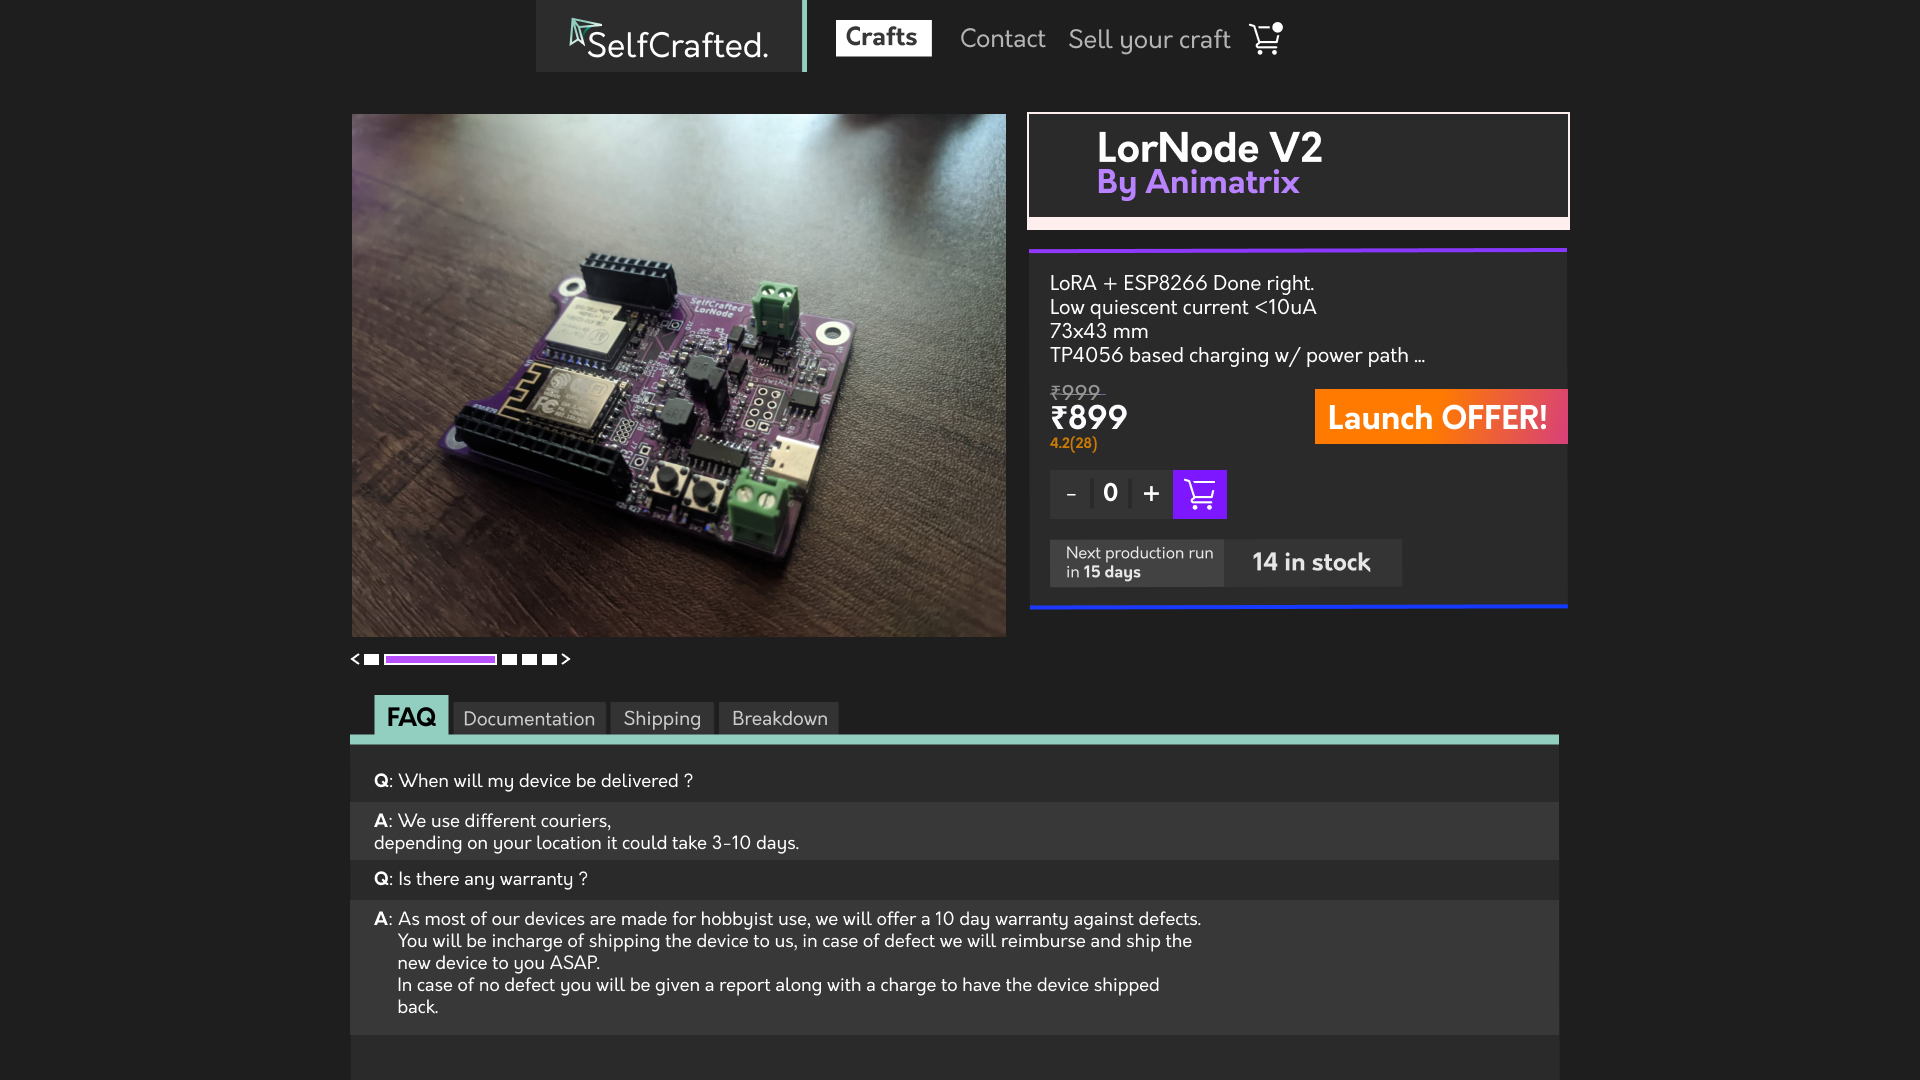 SelfCrafted.
Crafts
Contact
Sell your craft
SelfCrafted
LorNode
LorNode V2
By Animatrix
LoRA + ESP8266 Done right.
Low quiescent current <10uA
73x43 mm
TP4056 based charging w/ power path ...
₹999
₹899
4.2(28)
Launch OFFER!
- 0 +
Next production run
in 15 days
14 in stock
< >
FAQ
Documentation
Shipping
Breakdown
Q: When will my device be delivered ?
A: We use different couriers,
depending on your location it could take 3-10 days.
Q: Is there any warranty ?
A: As most of our devices are made for hobbyist use, we will offer a 10 day warranty against defects.
You will be incharge of shipping the device to us, in case of defect we will reimburse and ship the
new device to you ASAP.
In case of no defect you will be given a report along with a charge to have the device shipped
back.